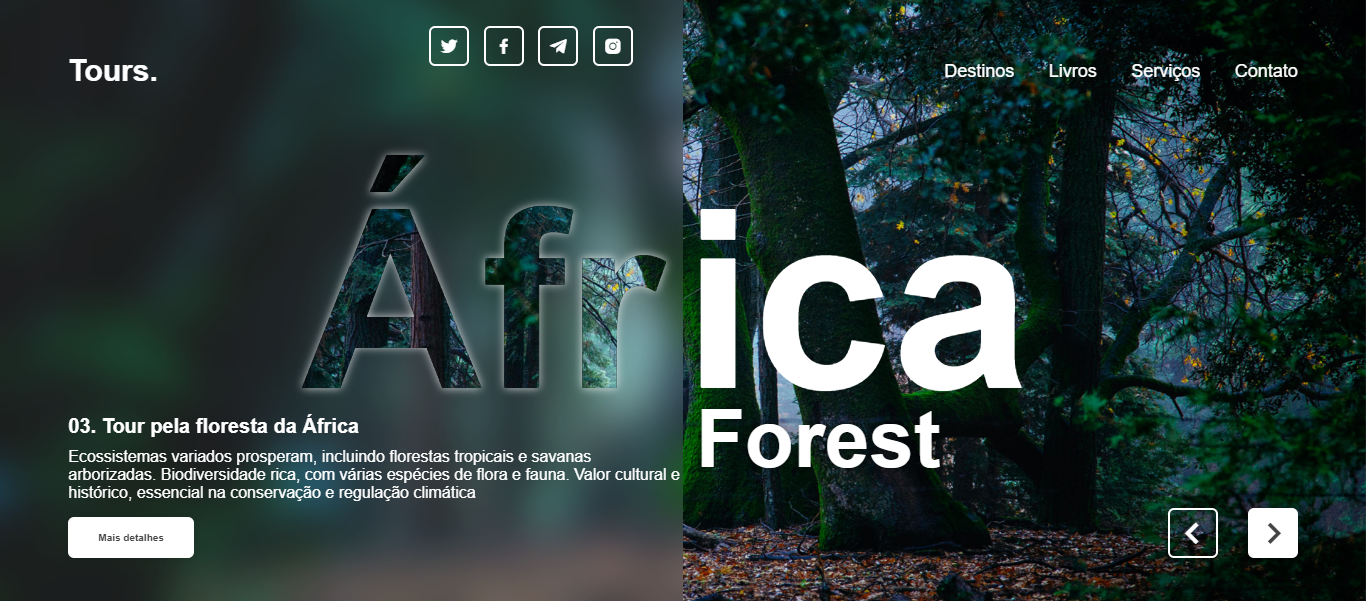 Tours.
Destinos
Livros
Serviços
Contato
África
Forest
03. Tour pela floresta da África
Ecossistemas variados prosperam, incluindo florestas tropicais e savanas
arborizadas. Biodiversidade rica, com várias espécies de flora e fauna. Valor cultural e
histórico, essencial na conservação e regulação climática
Mais detalhes